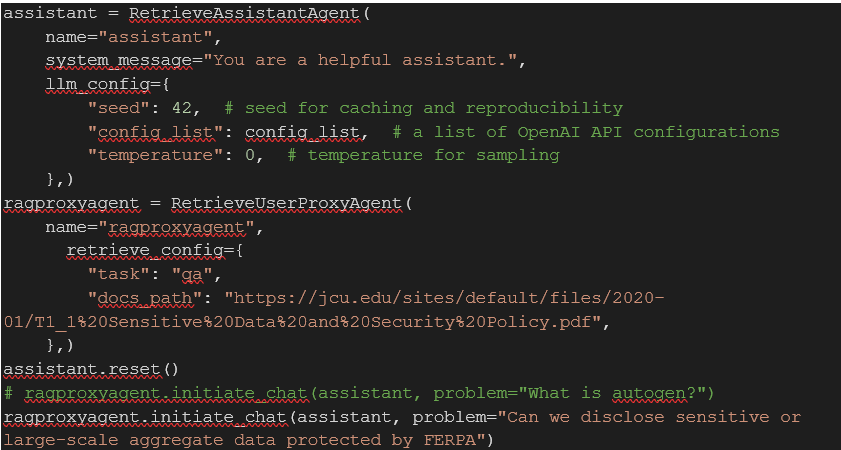 assistant = RetrieveAssistantAgent(
    name="assistant",
    system_message="You are a helpful assistant.",
    llm_config={
        "seed": 42,  # seed for caching and reproducibility
        "config_list": config_list,  # a list of OpenAI API configurations
        "temperature": 0,  # temperature for sampling
    },)
ragproxyagent = RetrieveUserProxyAgent(
    name="ragproxyagent",
      retrieve_config={
        "task": "qa",
        "docs_path": "https://jcu.edu/sites/default/files/2020-
01/T1_1%20Sensitive%20Data%20and%20Security%20Policy.pdf",
    },)
assistant.reset()
# ragproxyagent.initiate_chat(assistant, problem="What is autogen?")
ragproxyagent.initiate_chat(assistant, problem="Can we disclose sensitive or
large-scale aggregate data protected by FERPA")